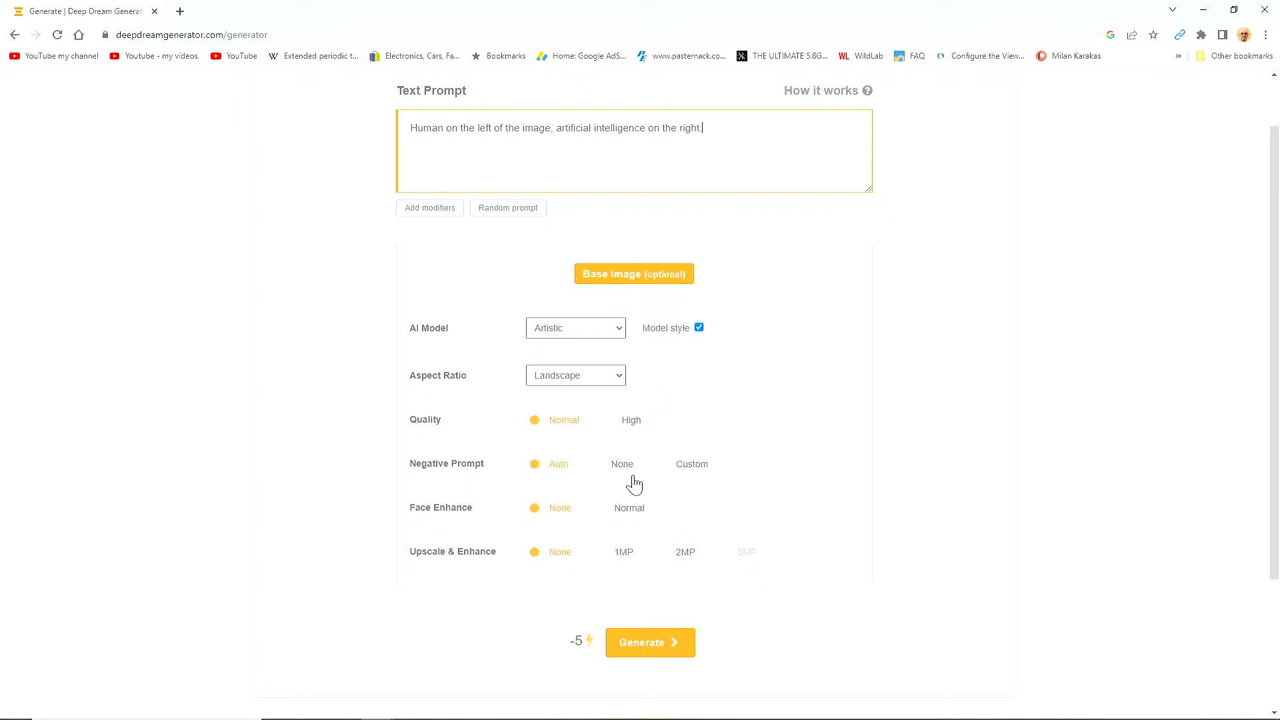 Generate | Deep Dream Generat
deepdreamgenerator.com/generator
YouTube my channel
Youtube - my videos.
YouTube
Extended periodic t...
Electronics, Cars, Fa...
Bookmarks
Home: Google AdS...
www.pasternack.co...
THE ULTIMATE 5.8G...
WL WildLab
FAQ
Configure the View...
Milan Karakas
»
Other bookmarks
Text Prompt
How it works ?
Human on the left of the image, artificial intelligence on the right.
Add modifiers
Random prompt
Base image (optional)
AI Model
Artistic
Model style
Aspect Ratio
Landscape
Quality
Normal
High
Negative Prompt
Auto
None
Custom
Face Enhance
None
Normal
Upscale & Enhance
None
1MP
2MP
-5
Generate